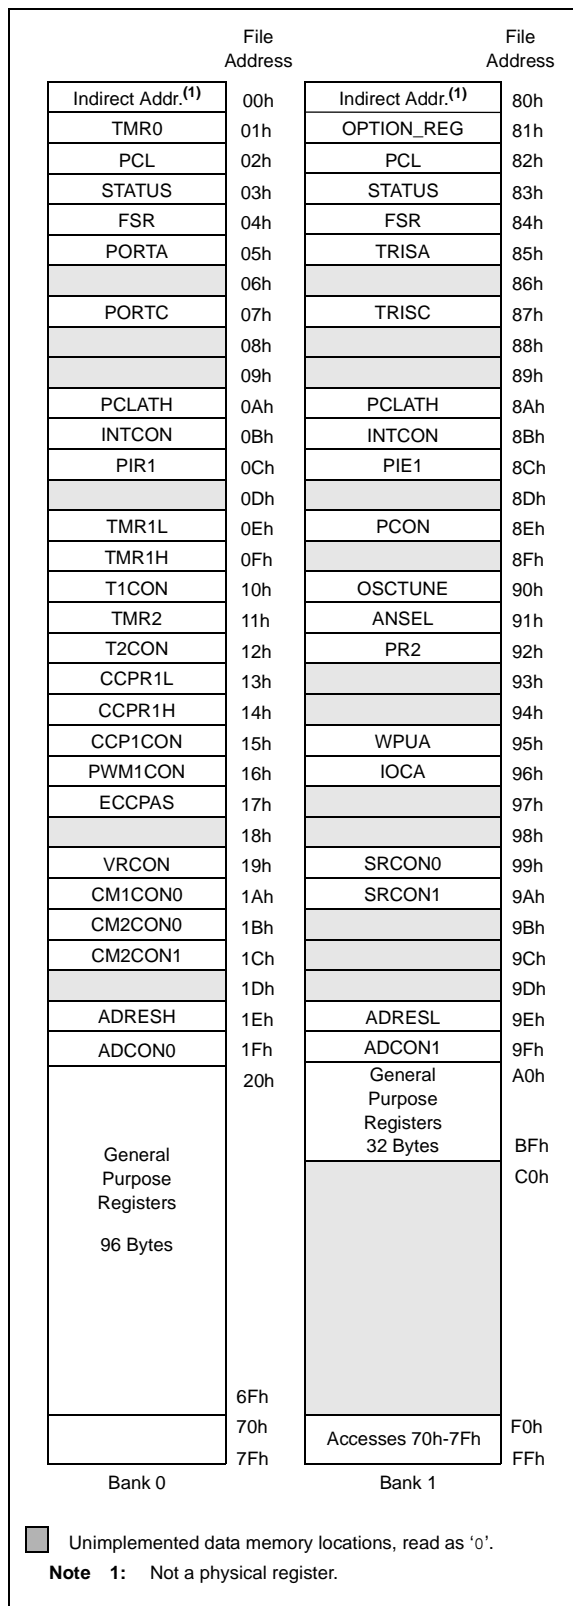 File
Address
File
Address
Indirect Addr.(1) 00h Indirect Addr.(1) 80h
TMR0 01h OPTION_REG 81h
PCL 02h PCL 82h
STATUS 03h STATUS 83h
FSR 04h FSR 84h
PORTA 05h TRISA 85h
06h 86h
PORTC 07h TRISC 87h
08h 88h
09h 89h
PCLATH 0Ah PCLATH 8Ah
INTCON 0Bh INTCON 8Bh
PIR1 0Ch PIE1 8Ch
0Dh 8Dh
TMR1L 0Eh PCON 8Eh
TMR1H 0Fh 8Fh
T1CON 10h OSCTUNE 90h
TMR2 11h ANSEL 91h
T2CON 12h PR2 92h
CCPR1L 13h 93h
CCPR1H 14h 94h
CCP1CON 15h WPUA 95h
PWM1CON 16h IOCA 96h
ECCPAS 17h 97h
18h 98h
VRCON 19h SRCON0 99h
CM1CON0 1Ah SRCON1 9Ah
CM2CON0 1Bh 9Bh
CM2CON1 1Ch 9Ch
1Dh 9Dh
ADRESH 1Eh ADRESL 9Eh
ADCON0 1Fh ADCON1 9Fh
20h
General
Purpose
Registers
96 Bytes
6Fh
70h
7Fh
General
Purpose
Registers
32 Bytes
A0h
BFh
C0h
Accesses 70h-7Fh
F0h
FFh
Bank 0 Bank 1
Unimplemented data memory locations, read as ‘0’.
Note 1: Not a physical register.